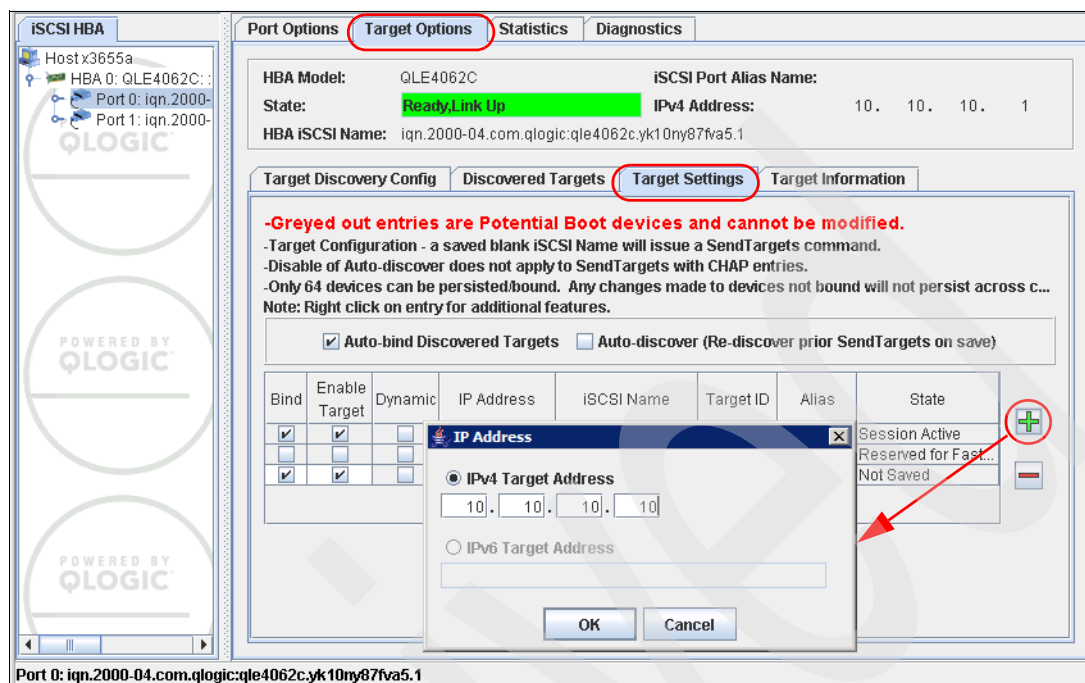 iSCSI HBA
Host x3655a
HBA 0: QLE4062C: :
Port 0: iqn.2000-
Port 1: iqn.2000-
QLOGIC
POWERED BY
QLOGIC
POWERED BY
QLOGIC
Port Options Target Options Statistics Diagnostics
HBA Model: QLE4062C iSCSI Port Alias Name:
State: Ready,Link Up IPv4 Address: 10. 10. 10. 1
HBA iSCSI Name: iqn.2000-04.com.qlogic:qle4062c.yk10ny87fva5.1
Target Discovery Config Discovered Targets Target Settings Target Information
-Greyed out entries are Potential Boot devices and cannot be modified.
-Target Configuration - a saved blank iSCSI Name will issue a SendTargets command.
-Disable of Auto-discover does not apply to SendTargets with CHAP entries.
-Only 64 devices can be persisted/bound. Any changes made to devices not bound will not persist across c...
Note: Right click on entry for additional features.
Auto-bind Discovered Targets Auto-discover (Re-discover prior SendTargets on save)
Bind Enable Target Dynamic IP Address iSCSI Name Target ID Alias State
Session Active
Reserved for Fast...
Not Saved
IP Address
IPv4 Target Address
10. 10. 10. 10
IPv6 Target Address
OK Cancel
Port 0: iqn.2000-04.com.qlogic:qle4062c.yk10ny87fva5.1